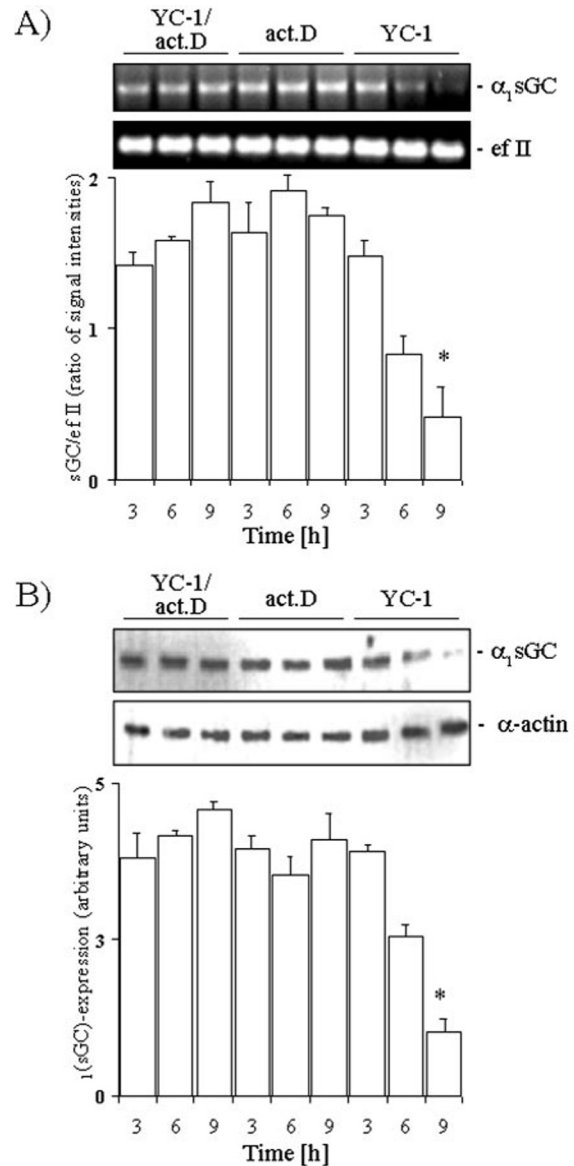 A)
YC-1/ act.D act.D YC-1
- α₁sGC
- ef II
sGC/ef II (ratio of signal intensities)
2
1
0
3 6 9 3 6 9 3 6 9
*
Time [h]
B)
YC-1/ act.D act.D YC-1
- α₁sGC
- α-actin
₁(sGC)-expression (arbitrary units)
5
3
0
3 6 9 3 6 9 3 6 9
*
Time [h]